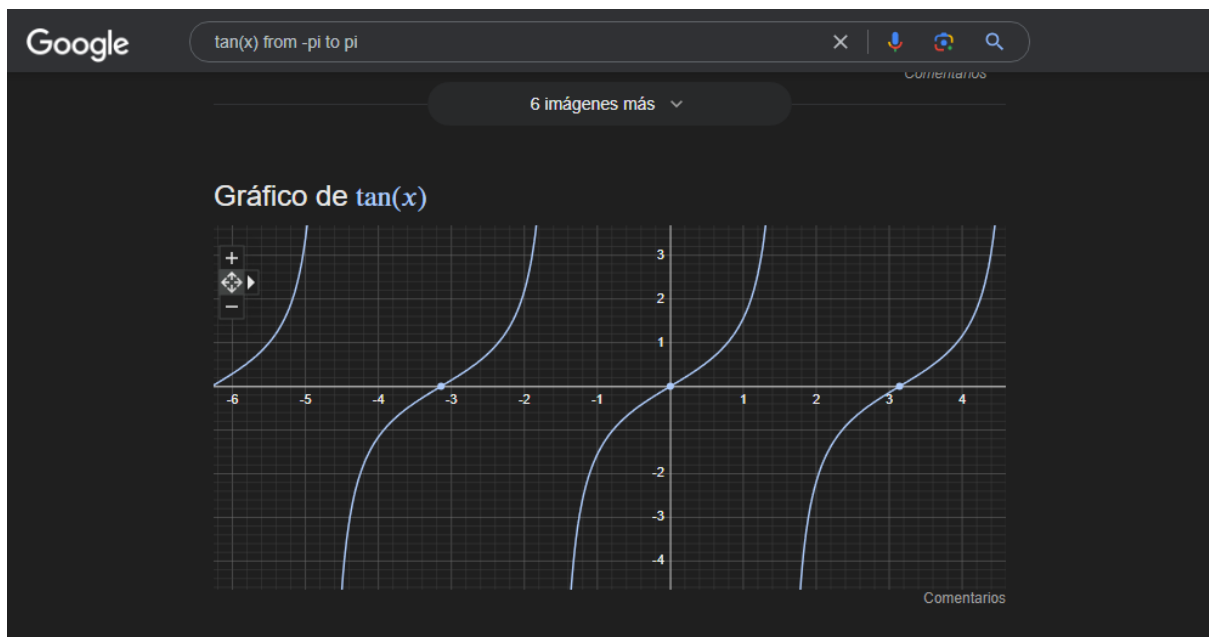 Google
tan(x) from -pi to pi
Comentarios
6 imágenes más
Gráfico de tan(x)
3
2
1
-6 -5 -4 -3 -2 -1 1 2 3 4
-2
-3
-4
Comentarios